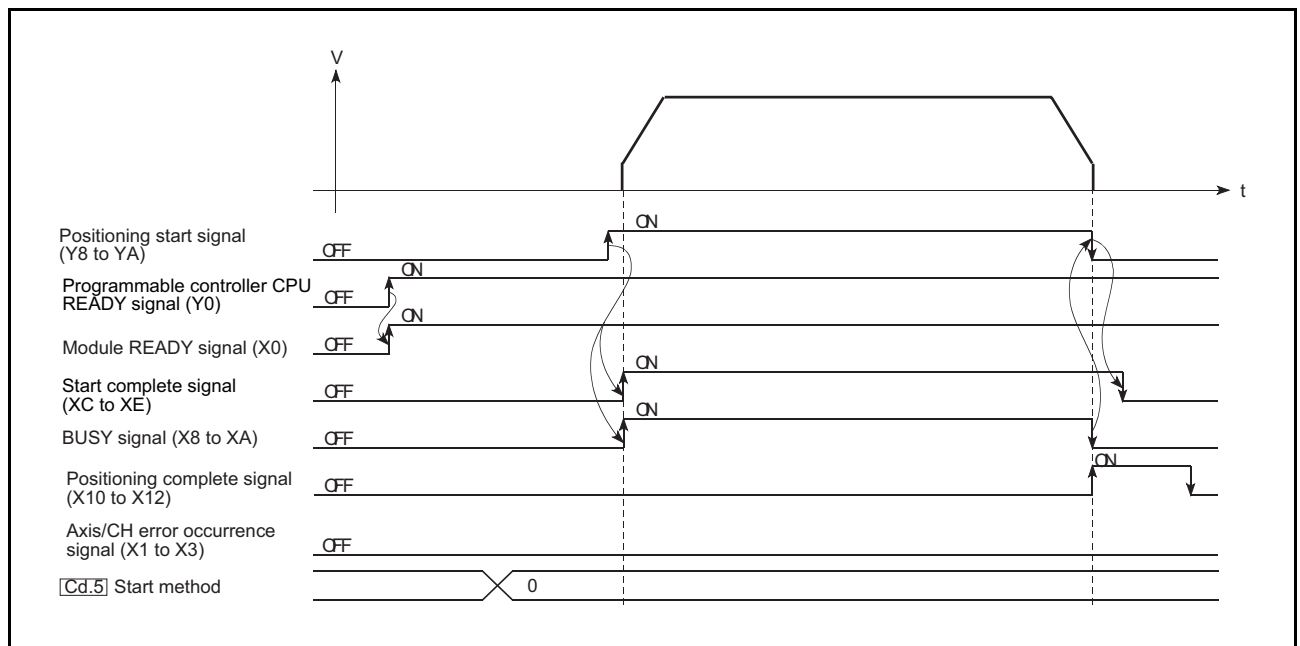 V
t
Positioning start signal
(Y8 to YA)
OFF
ON
Programmable controller CPU
READY signal (Y0)
OFF
ON
Module READY signal (X0)
OFF
ON
Start complete signal
(XC to XE)
OFF
ON
BUSY signal (X8 to XA)
OFF
ON
Positioning complete signal
(X10 to X12)
OFF
ON
Axis/CH error occurrence
signal (X1 to X3)
OFF
Cd.5 Start method
0